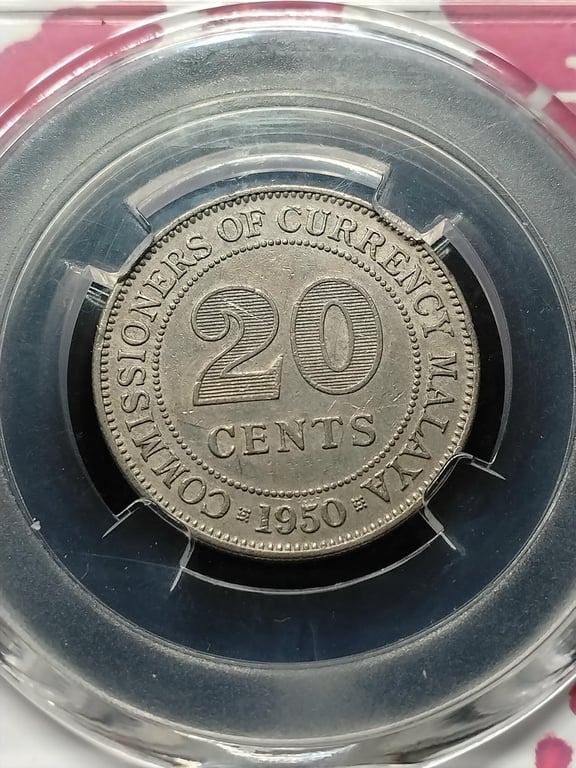 COMMISSIONERS OF CURRENCY MALAYA
20
CENTS
1950